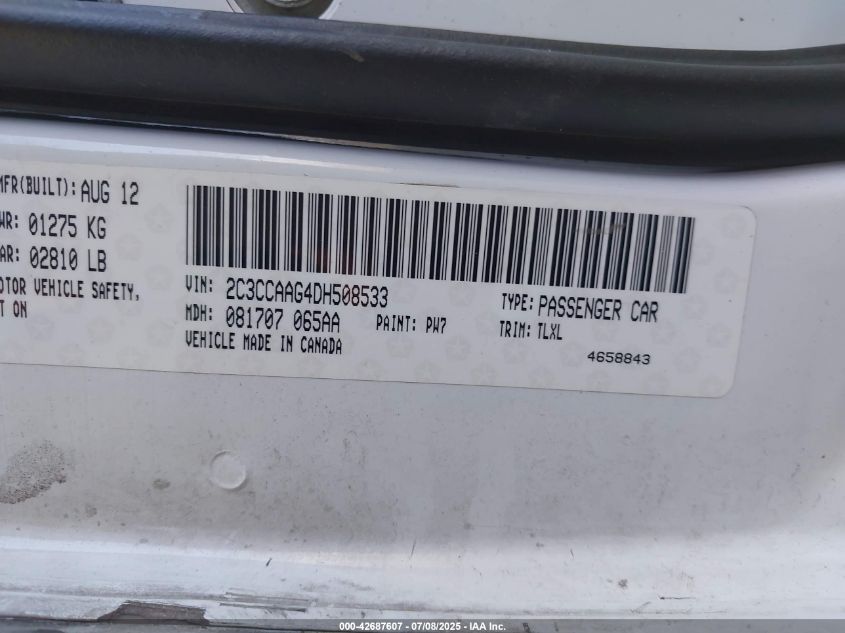 MFR(BUILT): AUG 12
WR: 01275 KG
AR: 02810 LB
OTOR VEHICLE SAFETY,
T ON
VIN: 2C3CCAAG4DH508533
MDH: 081707 065AA
PAINT: PW7
VEHICLE MADE IN CANADA
TYPE: PASSENGER CAR
TRIM: TLXL
4658843
000-42687607 - 07/08/2025 - IAA Inc.